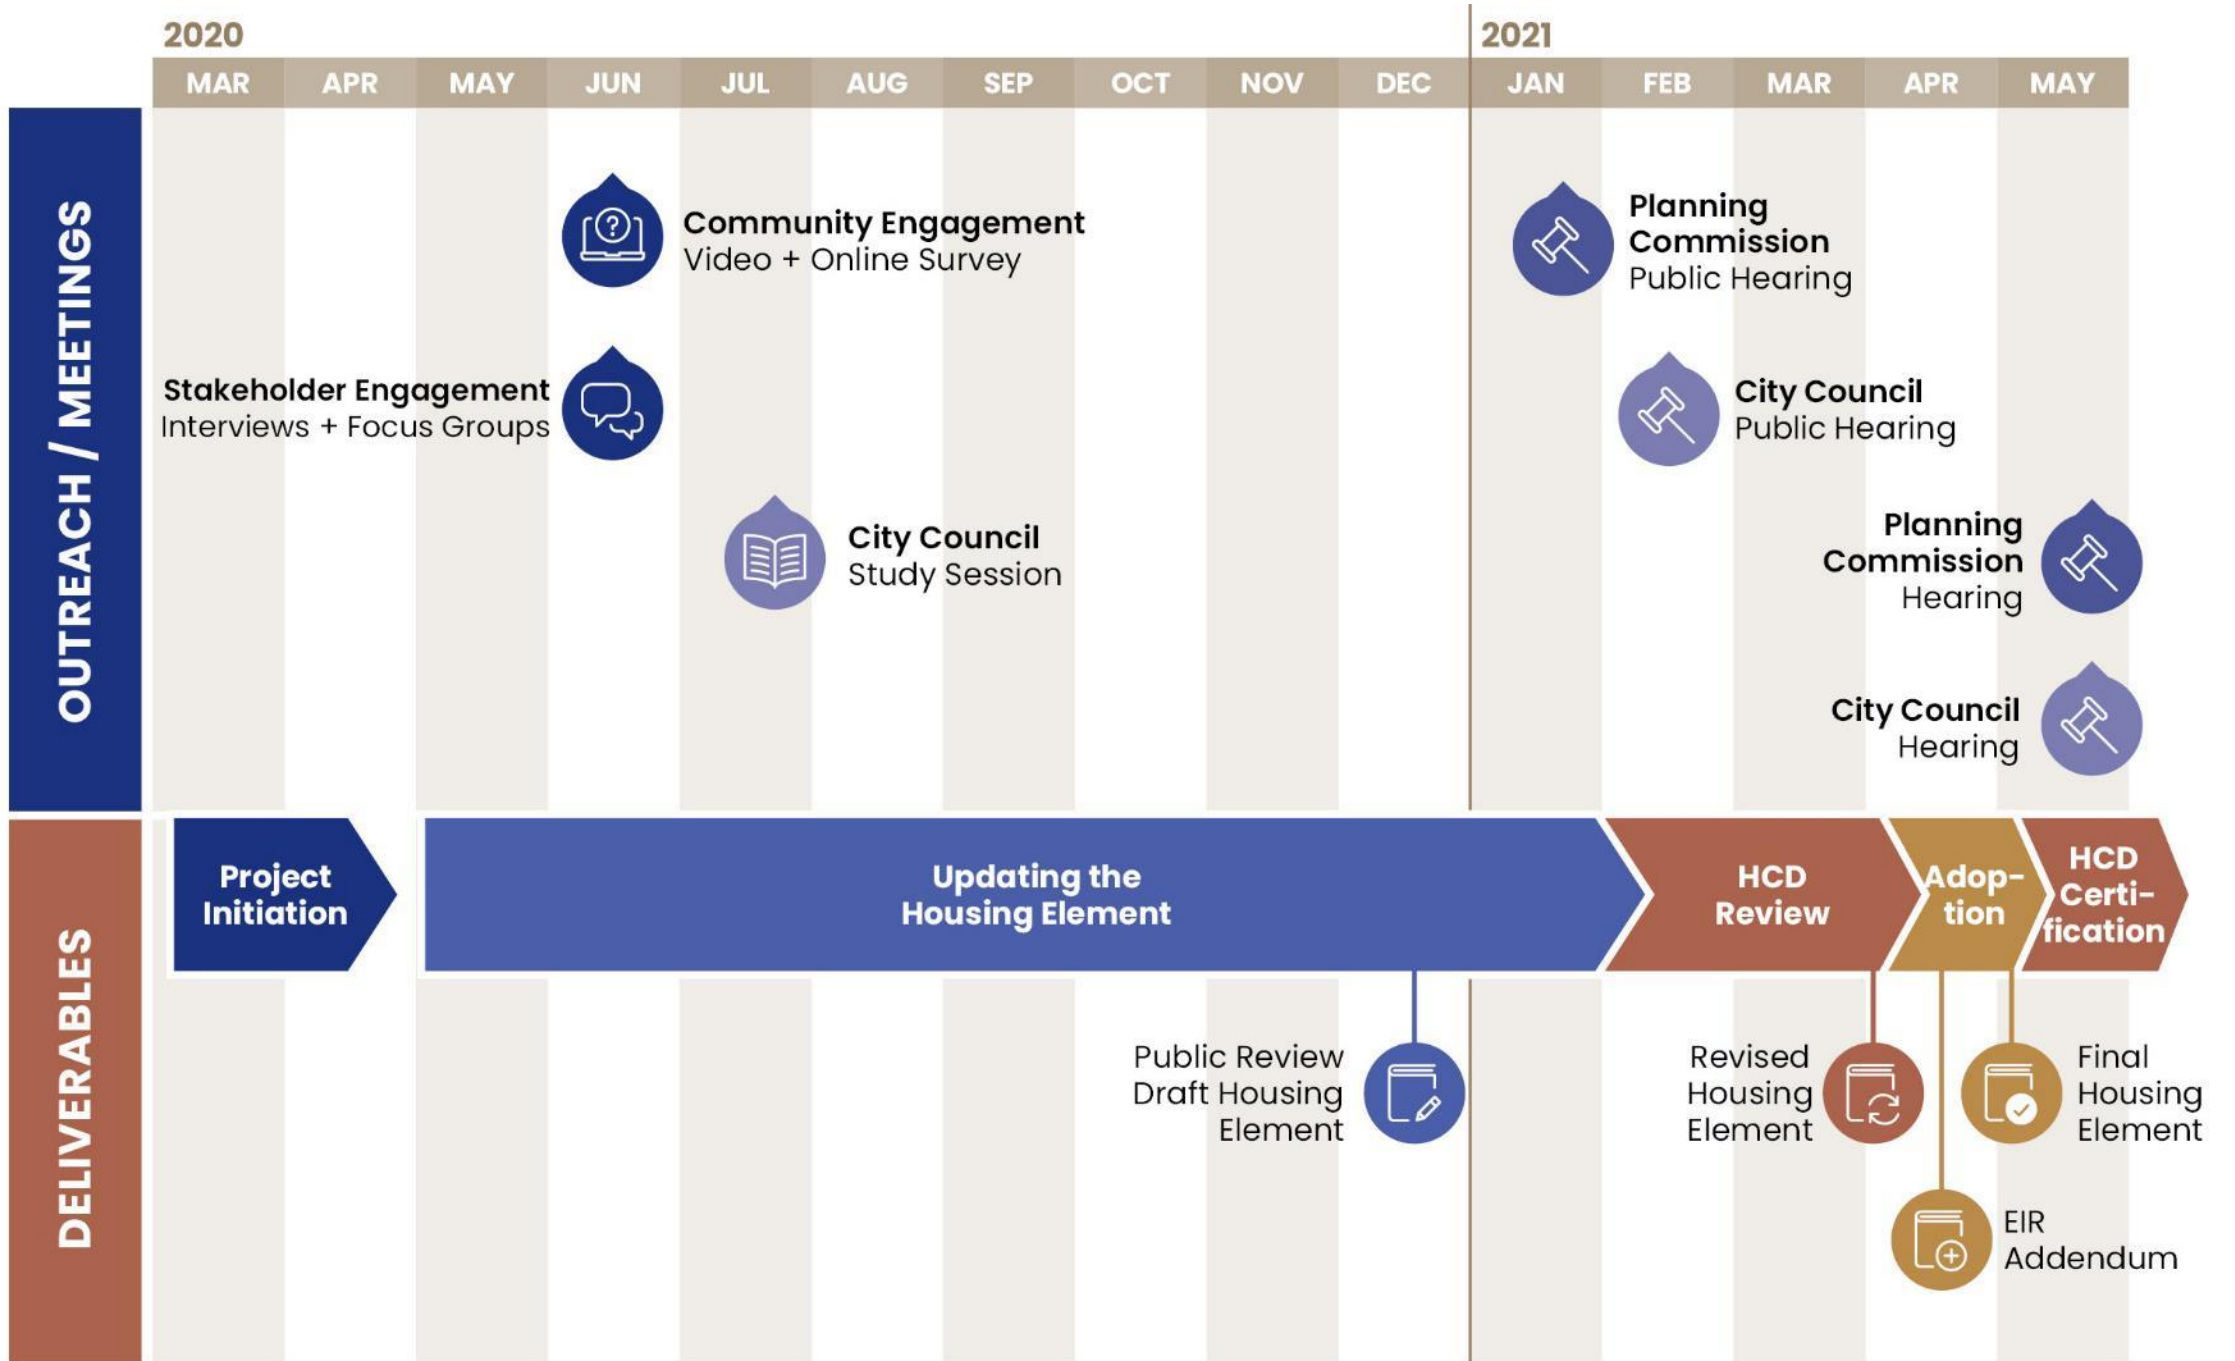 2020
2021
MAR APR MAY JUN JUL AUG SEP OCT NOV DEC JAN FEB MAR APR MAY
OUTREACH / MEETINGS
Community Engagement
Video + Online Survey
Stakeholder Engagement
Interviews + Focus Groups
City Council
Study Session
Planning
Commission
Public Hearing
City Council
Public Hearing
Planning
Commission
Hearing
City Council
Hearing
DELIVERABLES
Project
Initiation
Updating the
Housing Element
HCD
Review
Adop-
tion
HCD
Certi-
fication
Public Review
Draft Housing
Element
Revised
Housing
Element
Final
Housing
Element
EIR
Addendum